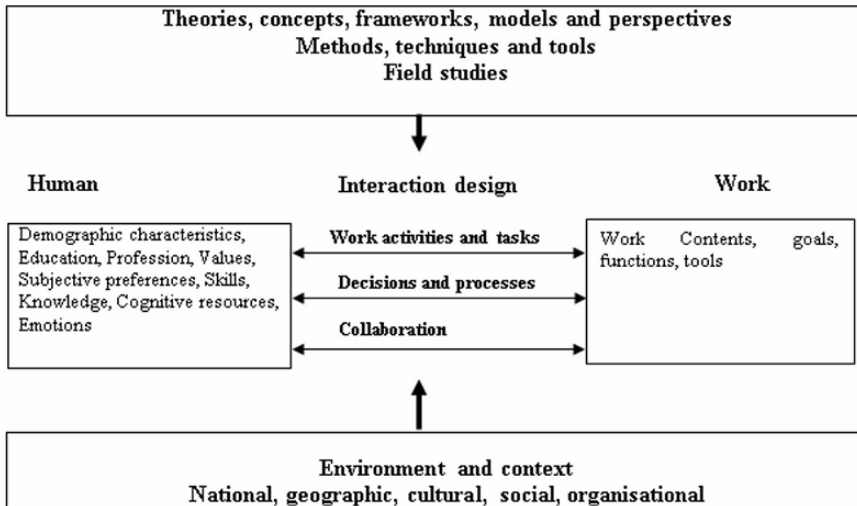 Theories, concepts, frameworks, models and perspectives
Methods, techniques and tools
Field studies
Human
Interaction design
Work
Demographic characteristics,
Education, Profession, Values,
Subjective preferences, Skills,
Knowledge, Cognitive resources,
Emotions
Work activities and tasks
Decisions and processes
Collaboration
Work Contents, goals,
functions, tools
Environment and context
National, geographic, cultural, social, organisational